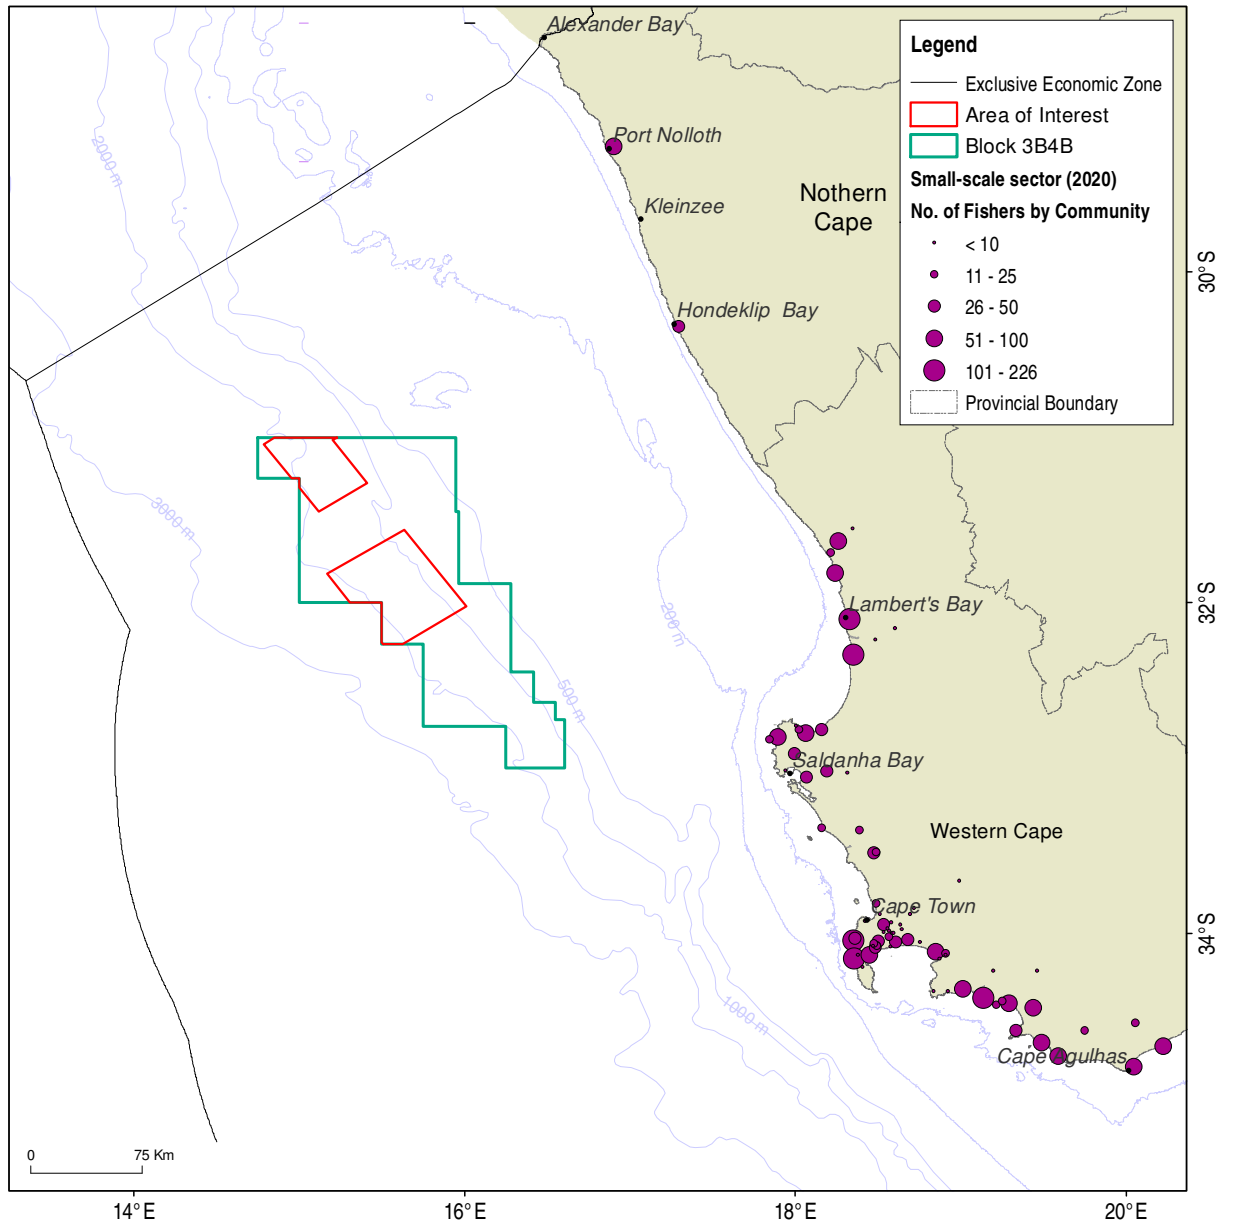 Alexander Bay
Legend
Exclusive Economic Zone
Area of Interest
Block 3B4B
Small-scale sector (2020)
No. of Fishers by Community
< 10
11 - 25
26 - 50
51 - 100
101 - 226
Provincial Boundary
Port Nolloth
2000 m
Nothern
Cape
Kleinzee
30°S
Hondeklip Bay
3000 m
200 m
32°S
Lambert's Bay
500 m
Saldanha Bay
Western Cape
Cape Town
34°S
1000 m
Cape Agulhas
0
75 Km
14°E
16°E
18°E
20°E